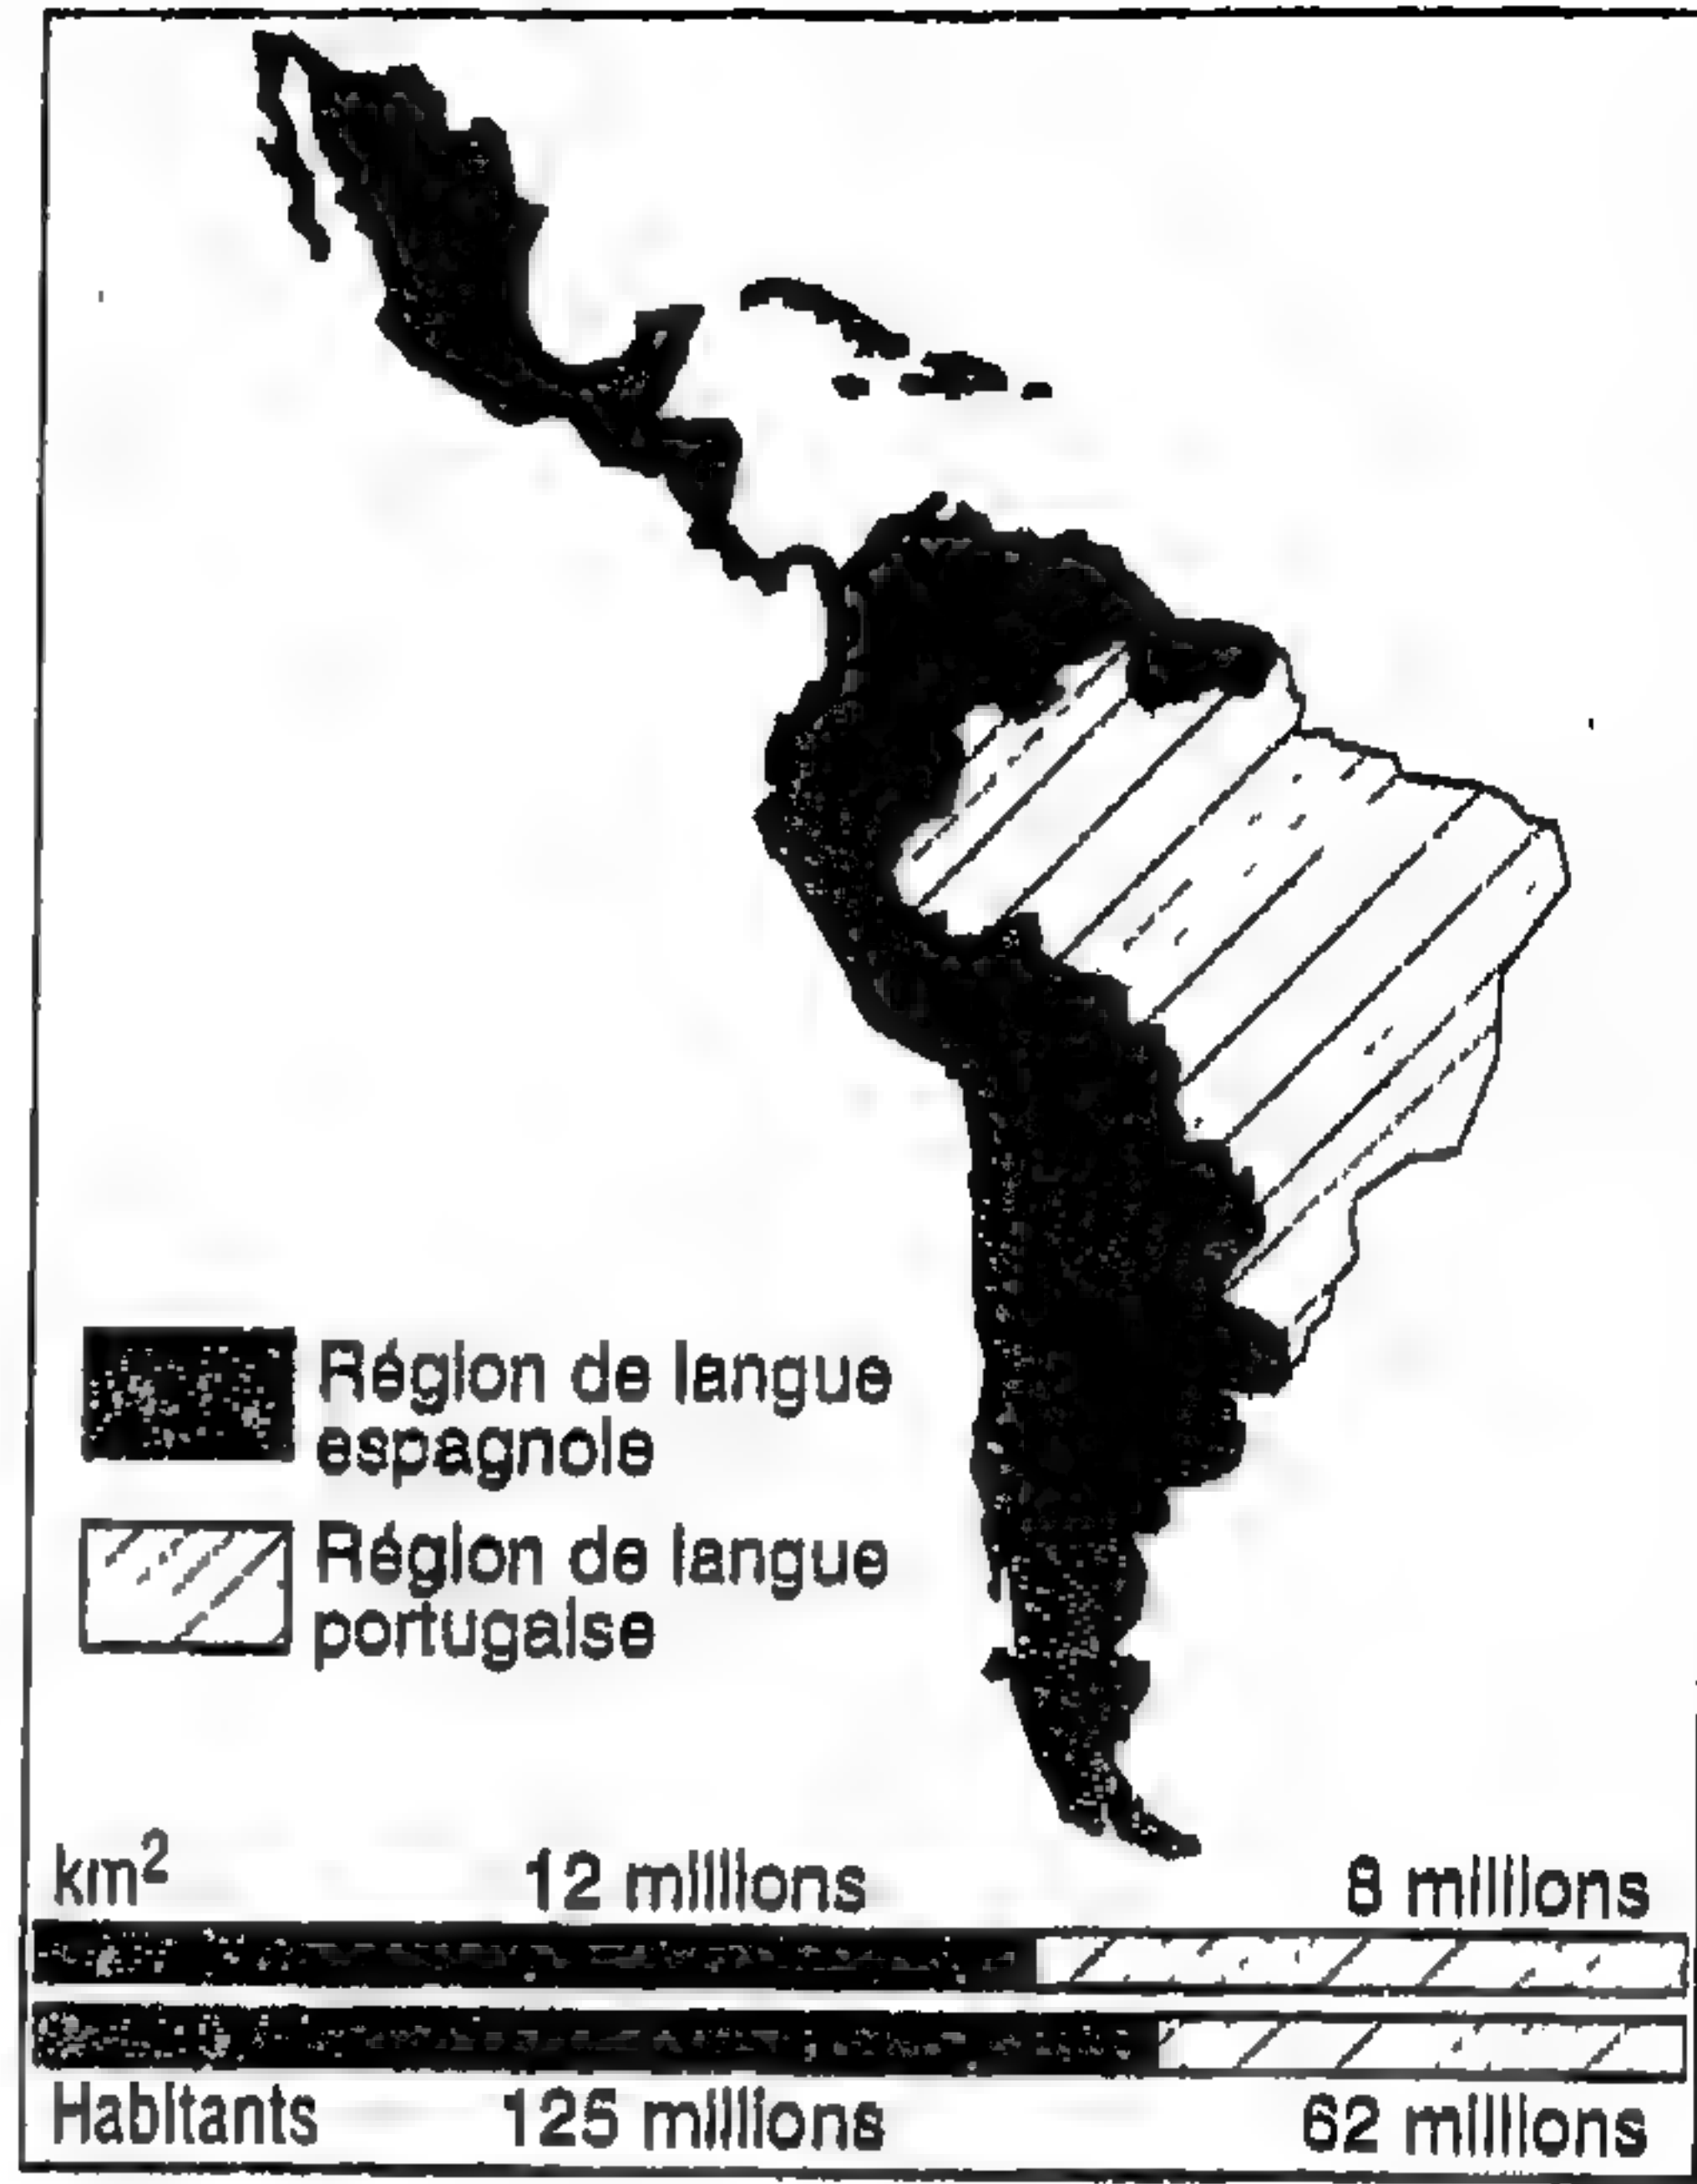 Région de langue
espagnole
Région de langue
portugaise
km²
12 millions
8 millions
Habitants
125 millions
62 millions